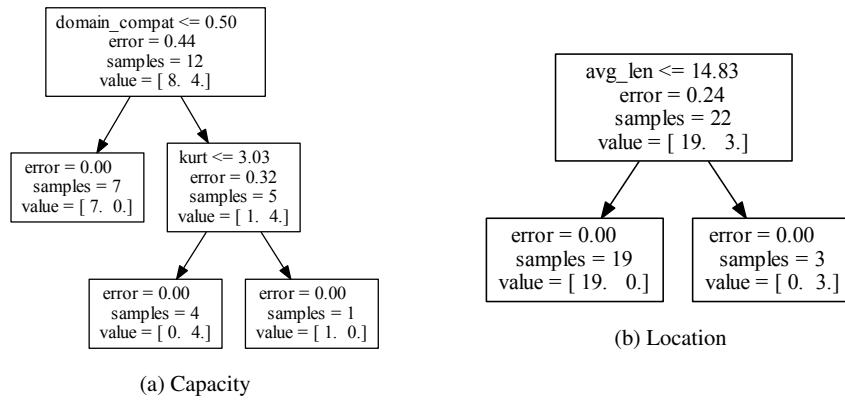 domain_compat <= 0.50
error = 0.44
samples = 12
value = [ 8. 4.]
error = 0.00
samples = 7
value = [ 7. 0.]
kurt <= 3.03
error = 0.32
samples = 5
value = [ 1. 4.]
error = 0.00
samples = 4
value = [ 0. 4.]
error = 0.00
samples = 1
value = [ 1. 0.]
(a) Capacity
avg_len <= 14.83
error = 0.24
samples = 22
value = [ 19. 3.]
error = 0.00
samples = 19
value = [ 19. 0.]
error = 0.00
samples = 3
value = [ 0. 3.]
(b) Location